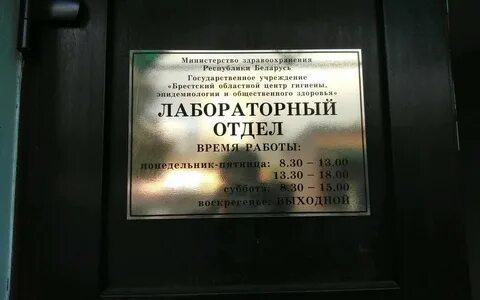 Министерство здравоохранения
Республики Беларусь
Государственное учреждение
«Брестский областной центр гигиены,
эпидемиологии и общественного здоровья»
ЛАБОРАТОРНЫЙ
ОТДЕЛ
ВРЕМЯ РАБОТЫ:
понедельник-пятница: 8.30 - 13.00
13.30 - 18.00
суббота: 8.30 - 15.00
воскресенье: ВЫХОДНОЙ